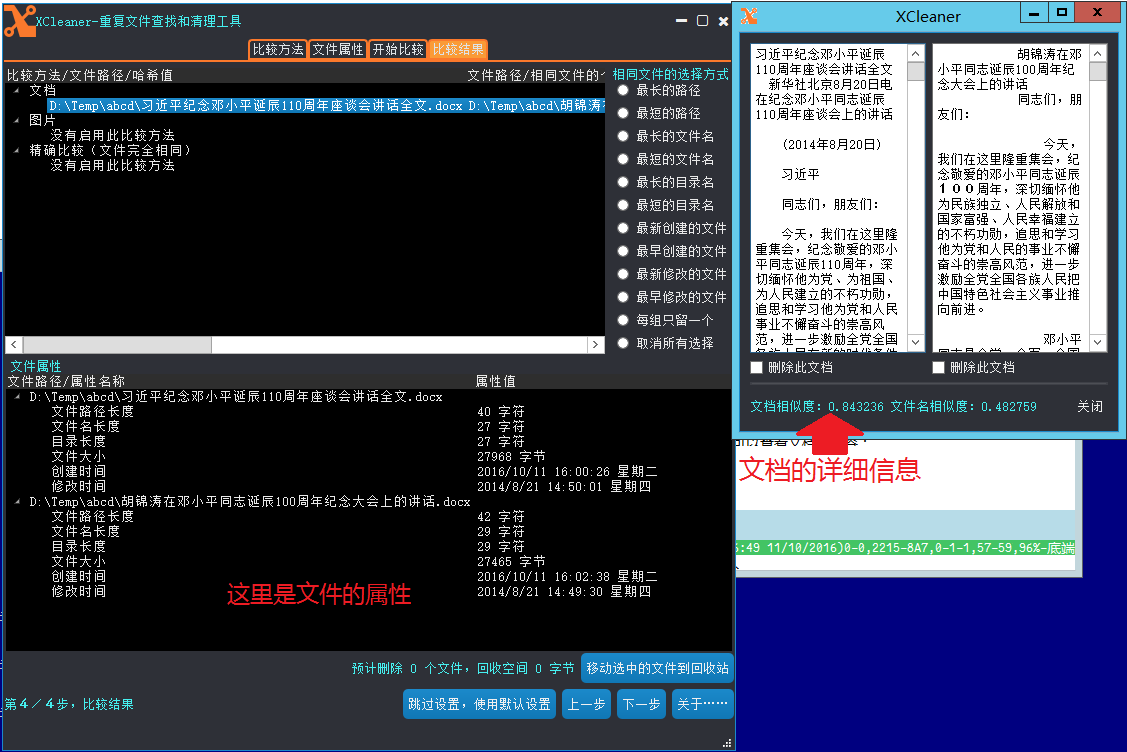 XCleaner-重复文件查找和清理工具
比较方法 文件属性 开始比较 比较结果
比较方法/文件路径/哈希值 文件路径/相同文件的个
文档
D:\Temp\abcd\习近平纪念邓小平诞辰110周年座谈会讲话全文.docx D:\Temp\abcd\胡锦涛在
图片
没有启用此比较方法
精确比较（文件完全相同）
没有启用此比较方法
相同文件的选择方式
最长的路径
最短的路径
最长的文件名
最短的文件名
最长的目录名
最短的目录名
最新创建的文件
最早创建的文件
最新修改的文件
最早修改的文件
每组只留一个
取消所有选择
文件属性
文件路径/属性名称 属性值
D:\Temp\abcd\习近平纪念邓小平诞辰110周年座谈会讲话全文.docx
文件路径长度 40 字符
文件名长度 27 字符
目录长度 27 字符
文件大小 27968 字节
创建时间 2016/10/11 16:00:26 星期二
修改时间 2014/8/21 14:50:01 星期四
D:\Temp\abcd\胡锦涛在邓小平同志诞辰100周年纪念大会上的讲话.docx
文件路径长度 42 字符
文件名长度 29 字符
目录长度 29 字符
文件大小 27465 字节
创建时间 2016/10/11 16:02:38 星期二
修改时间 2014/8/21 14:49:30 星期四
这里是文件的属性
预计删除 0 个文件，回收空间 0 字节 移动选中的文件到回收站
第４／４步，比较结果
跳过设置，使用默认设置 上一步 下一步 关于……
XCleaner
习近平纪念邓小平诞辰
110周年座谈会讲话全文
新华社北京8月20日电
在纪念邓小平诞辰
110周年座谈会上的讲话
(2014年8月20日)
习近平
同志们，朋友们：
今天，我们在这里隆
重集会，纪念敬爱的邓小
平同志诞辰110周年，深
切缅怀他为党、为祖国、
为人民建立的不朽功勋，
追思和学习他为党和人民
事业不懈奋斗的崇高风
范，进一步激励全党全国
胡锦涛在邓
小平同志诞辰100周年纪
念大会上的讲话
同志们，朋
友们：
今天，
我们在这里隆重集会，纪
念敬爱的邓小平同志诞辰
１００周年，深切缅怀他
为民族独立、人民解放和
国家富强、人民幸福建立
的不朽功勋，追思和学习
他为党和人民的事业不懈
奋斗的崇高风范，进一步
激励全党全国各族人民把
中国特色社会主义事业推
向前进。
邓小平
删除此文档 删除此文档
文档相似度：0.843236 文件名相似度：0.482759 关闭
文档的详细信息
:49 11/10/2016)0-0,2215-8A7,0-1-1,57-59,96%-底端